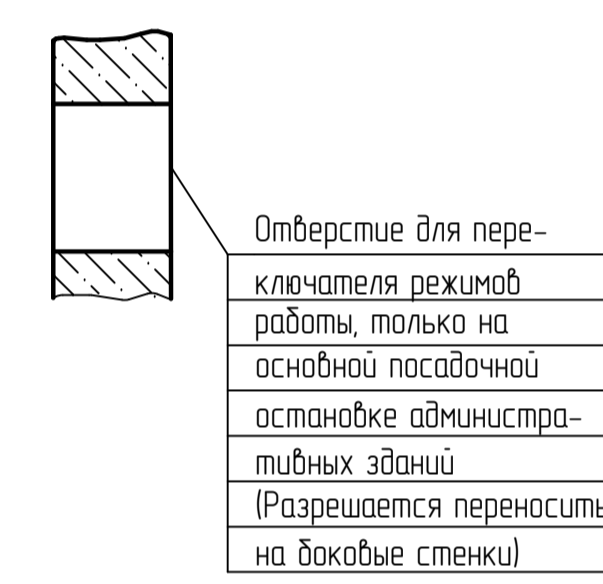 Отверстие для пере-
ключателя режимов
работы, только на
основной посадочной
остановке администра-
тивных зданий
(Разрешается переносить
на боковые стенки)